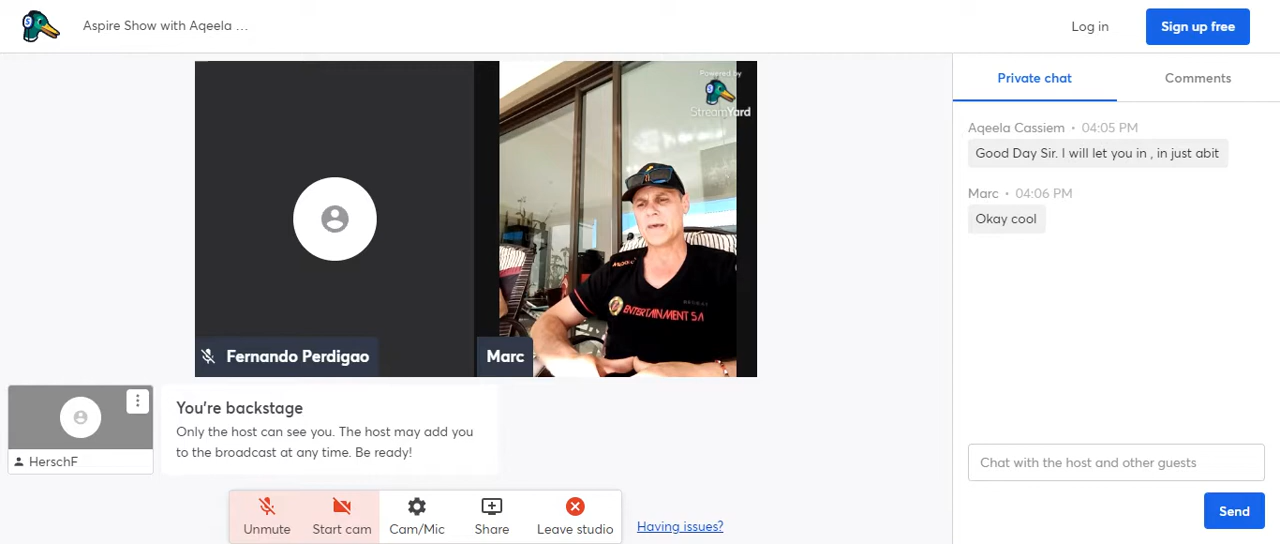 Aspire Show with Aqeela ...
Log in
Sign up free
Private chat
Comments
Powered by
StreamYard
Aqeela Cassiem • 04:05 PM
Good Day Sir. I will let you in , in just abit
Marc • 04:06 PM
Okay cool
ENTERTAINMENT SA
Fernando Perdigao
Marc
You're backstage
Only the host can see you. The host may add you
to the broadcast at any time. Be ready!
HerschF
Chat with the host and other guests
Send
Unmute
Start cam
Cam/Mic
Share
Leave studio
Having issues?